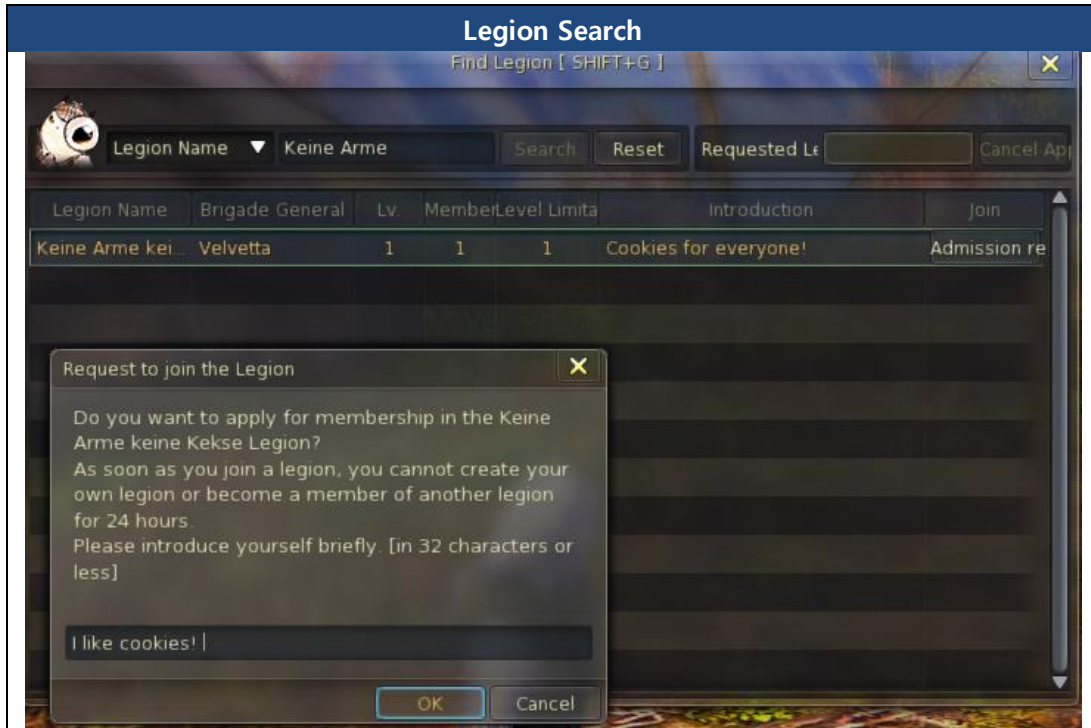 Legion Search
Find Legion [ SHIFT+G ]
Legion Name Keine Arme Search Reset Requested Le Cancel App
Legion Name Brigade General Lv. Member Level Limita Introduction Join
Keine Arme kei... Velvetta 1 1 1 Cookies for everyone! Admission re
Request to join the Legion
Do you want to apply for membership in the Keine
Arme keine Kekse Legion?
As soon as you join a legion, you cannot create your
own legion or become a member of another legion
for 24 hours.
Please introduce yourself briefly. [in 32 characters or
less]
I like cookies!
OK Cancel